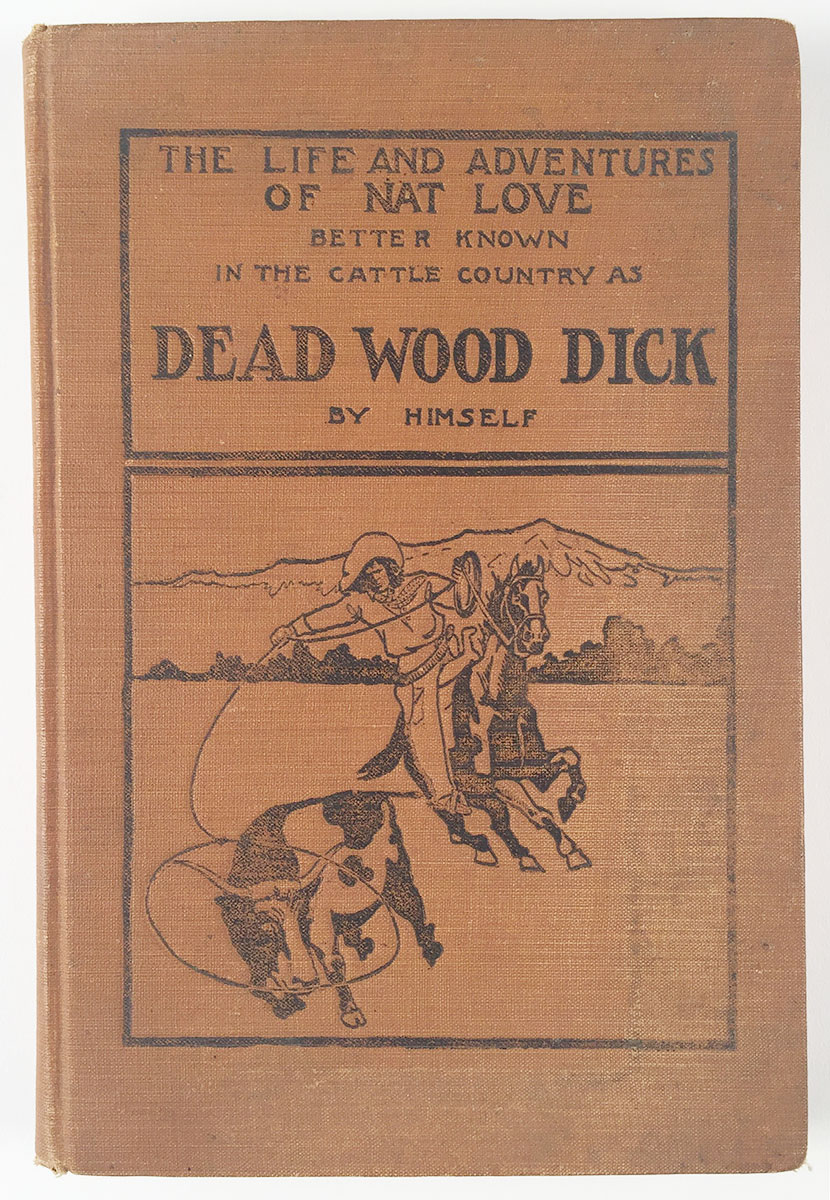 THE LIFE AND ADVENTURES
OF NAT LOVE
BETTER KNOWN
IN THE CATTLE COUNTRY AS
DEAD WOOD DICK
BY HIMSELF